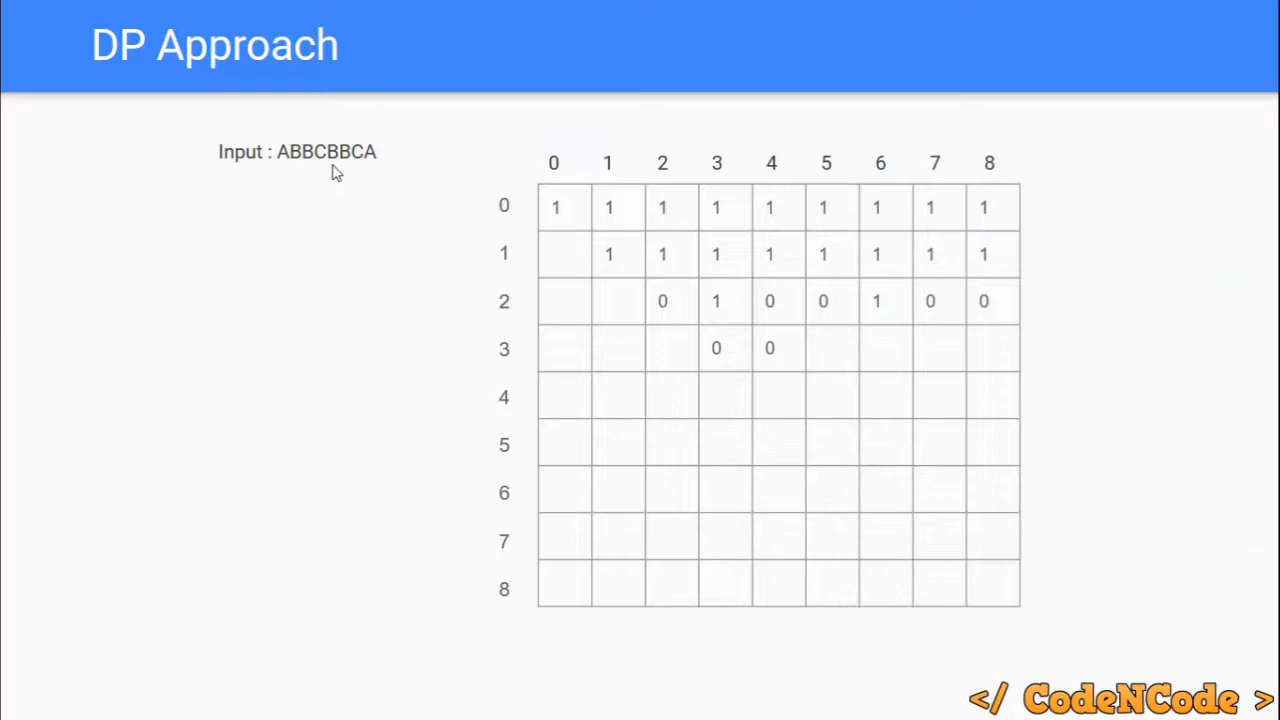 DP Approach
Input : ABBCBBCA
0 1 2 3 4 5 6 7 8
0 1 1 1 1 1 1 1 1 1
1 1 1 1 1 1 1 1 1
2 0 1 0 0 1 0 0
3 0 0
4
5
6
7
8
</ CodeNCode >